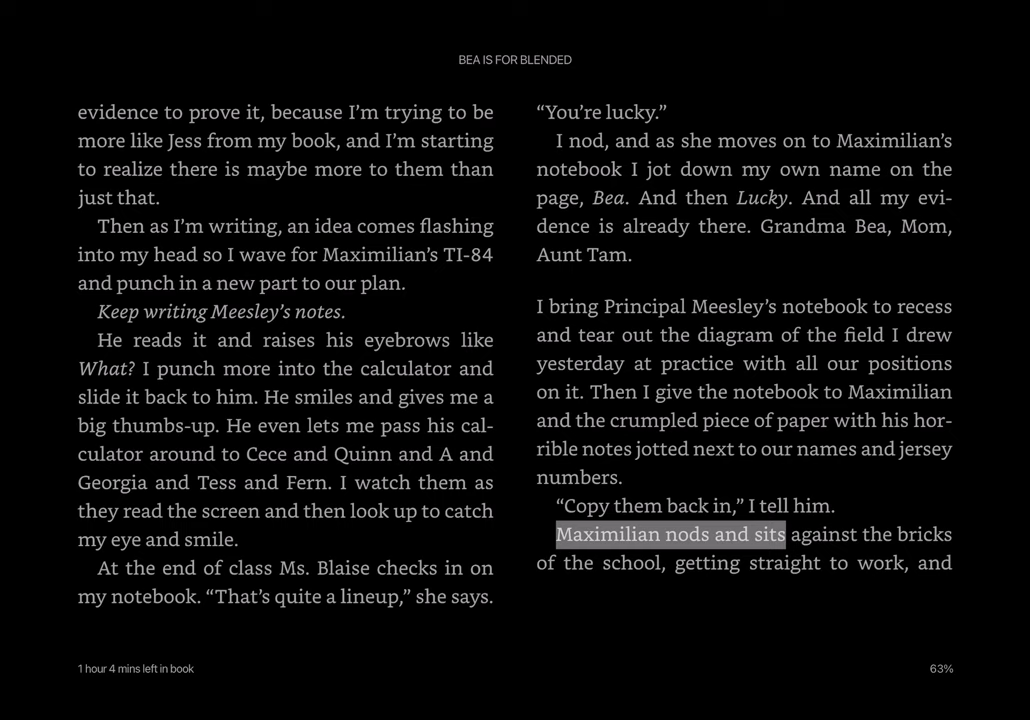 BEA IS FOR BLENDED
evidence to prove it, because I’m trying to be
more like Jess from my book, and I’m starting
to realize there is maybe more to them than
just that.
Then as I’m writing, an idea comes flashing
into my head so I wave for Maximilian’s TI-84
and punch in a new part to our plan.
Keep writing Meesley’s notes.
He reads it and raises his eyebrows like
What? I punch more into the calculator and
slide it back to him. He smiles and gives me a
big thumbs-up. He even lets me pass his cal-
culator around to Cece and Quinn and A and
Georgia and Tess and Fern. I watch them as
they read the screen and then look up to catch
my eye and smile.
At the end of class Ms. Blaise checks in on
my notebook. “That’s quite a lineup,” she says.
“You’re lucky.”
I nod, and as she moves on to Maximilian’s
notebook I jot down my own name on the
page, Bea. And then Lucky. And all my evi-
dence is already there. Grandma Bea, Mom,
Aunt Tam.
I bring Principal Meesley’s notebook to recess
and tear out the diagram of the field I drew
yesterday at practice with all our positions
on it. Then I give the notebook to Maximilian
and the crumpled piece of paper with his hor-
rible notes jotted next to our names and jersey
numbers.
“Copy them back in,” I tell him.
Maximilian nods and sits against the bricks
of the school, getting straight to work, and
1 hour 4 mins left in book
63%